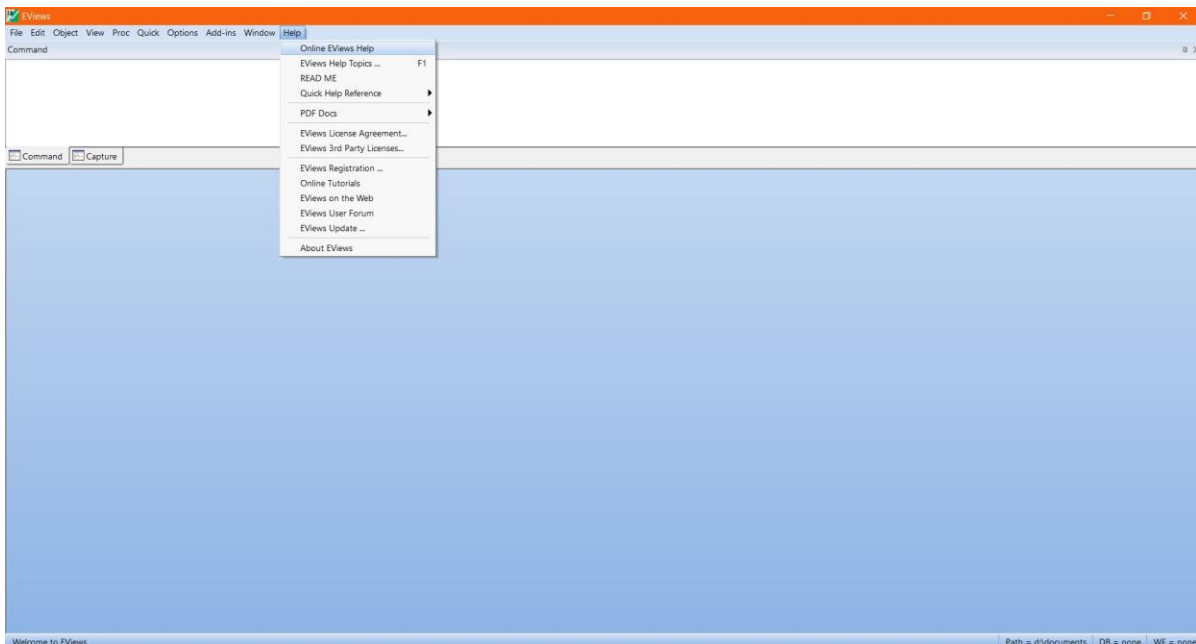 EViews
File Edit Object View Proc Quick Options Add-ins Window Help
Command
Online EViews Help
EViews Help Topics ... F1
READ ME
Quick Help Reference
PDF Docs
EViews License Agreement...
EViews 3rd Party Licenses...
EViews Registration ...
Online Tutorials
EViews on the Web
EViews User Forum
EViews Update ...
About EViews
Command Capture
Welcome to EViews Path = d:\documents DB = none WF = none